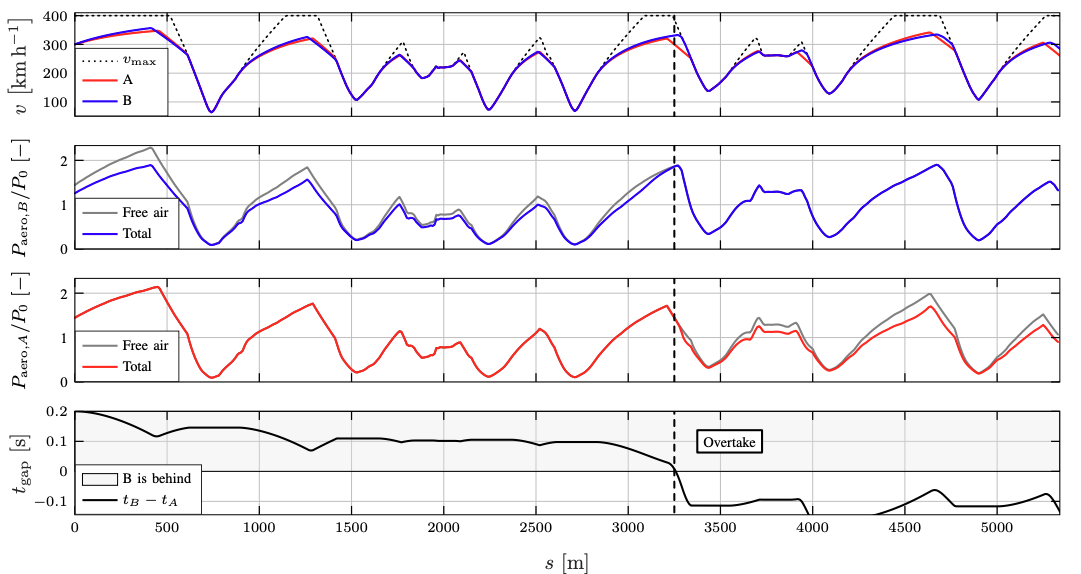 400
300
200
100
v [km h⁻¹]
v_max
A
B
2
1
0
P_aero,B/P_0 [−]
Free air
Total
2
1
0
P_aero,A/P_0 [−]
Free air
Total
0.2
0.1
0
−0.1
t_gap [s]
Overtake
B is behind
t_B − t_A
0 500 1000 1500 2000 2500 3000 3500 4000 4500 5000
s [m]